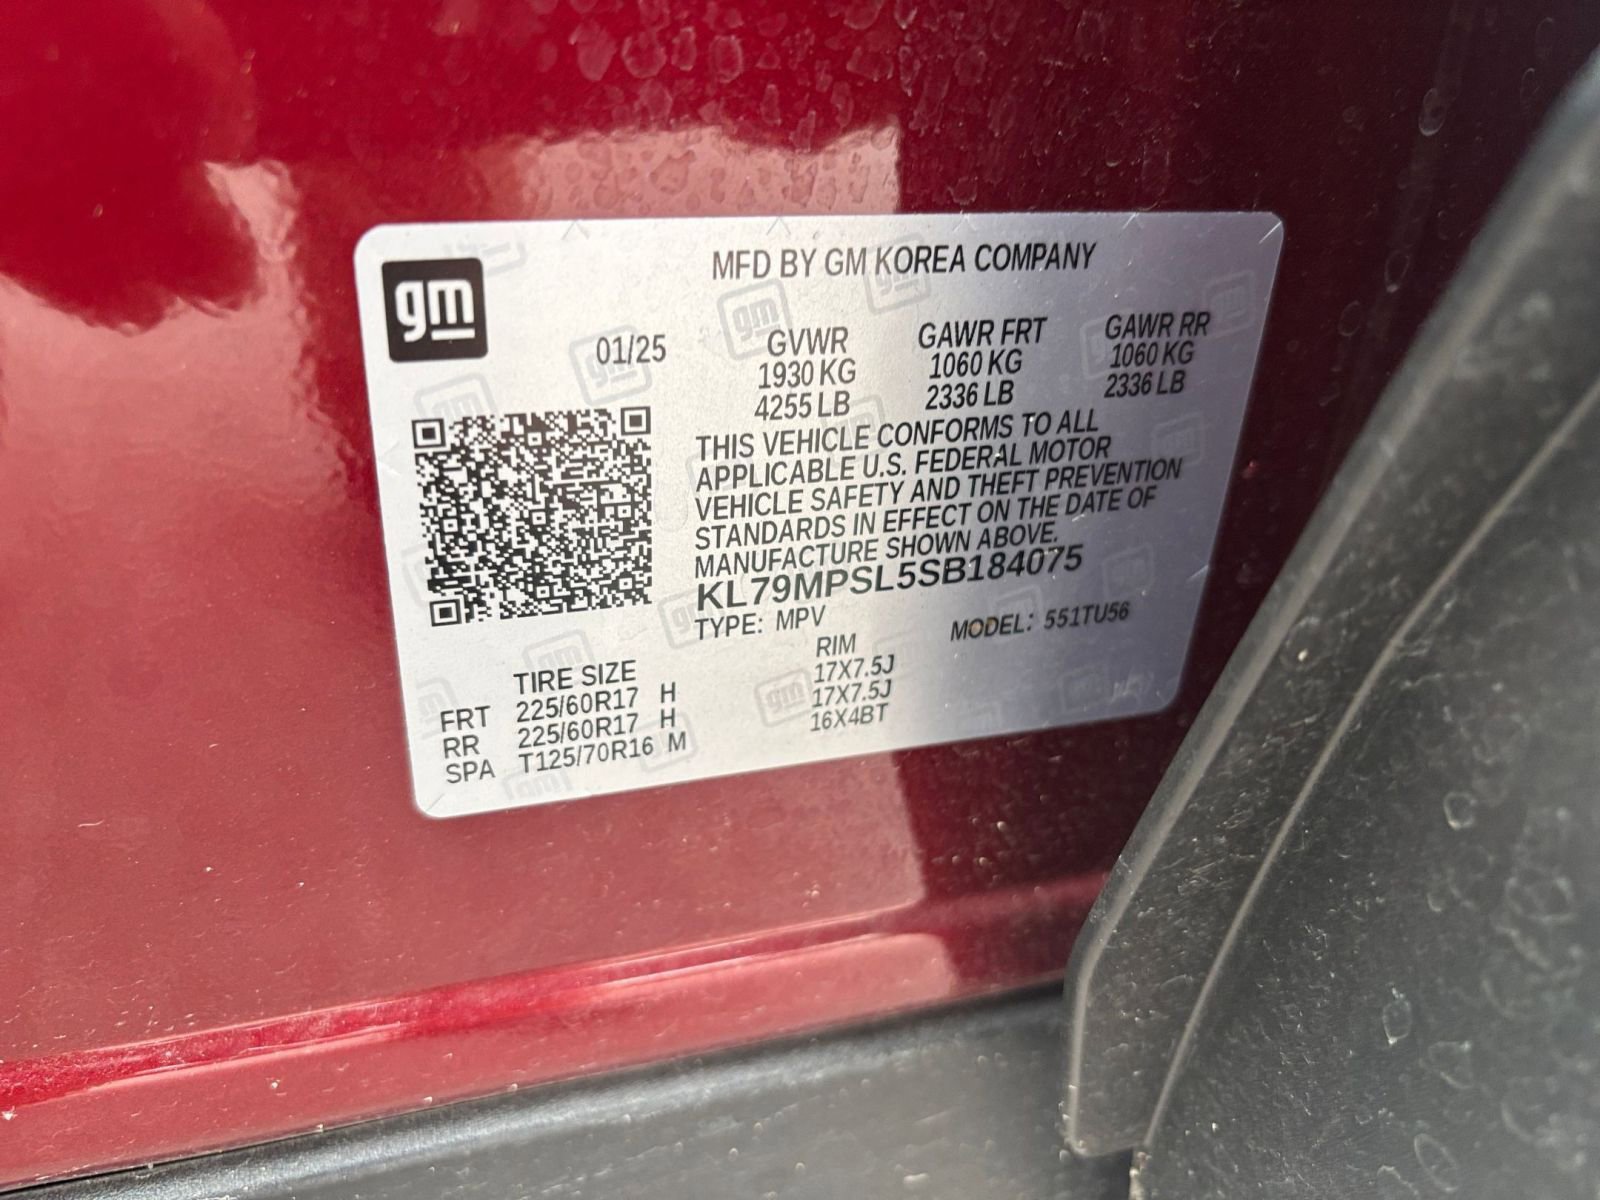 gm
MFD BY GM KOREA COMPANY
01/25
GVWR GAWR FRT GAWR RR
1930 KG 1060 KG 1060 KG
4255 LB 2336 LB 2336 LB
THIS VEHICLE CONFORMS TO ALL
APPLICABLE U.S. FEDERAL MOTOR
VEHICLE SAFETY AND THEFT PREVENTION
STANDARDS IN EFFECT ON THE DATE OF
MANUFACTURE SHOWN ABOVE.
KL79MPSL5SB184075
TYPE: MPV MODEL: 551TU56
TIRE SIZE RIM
FRT 225/60R17 H 17X7.5J
RR 225/60R17 H 17X7.5J
SPA T125/70R16 M 16X4BT